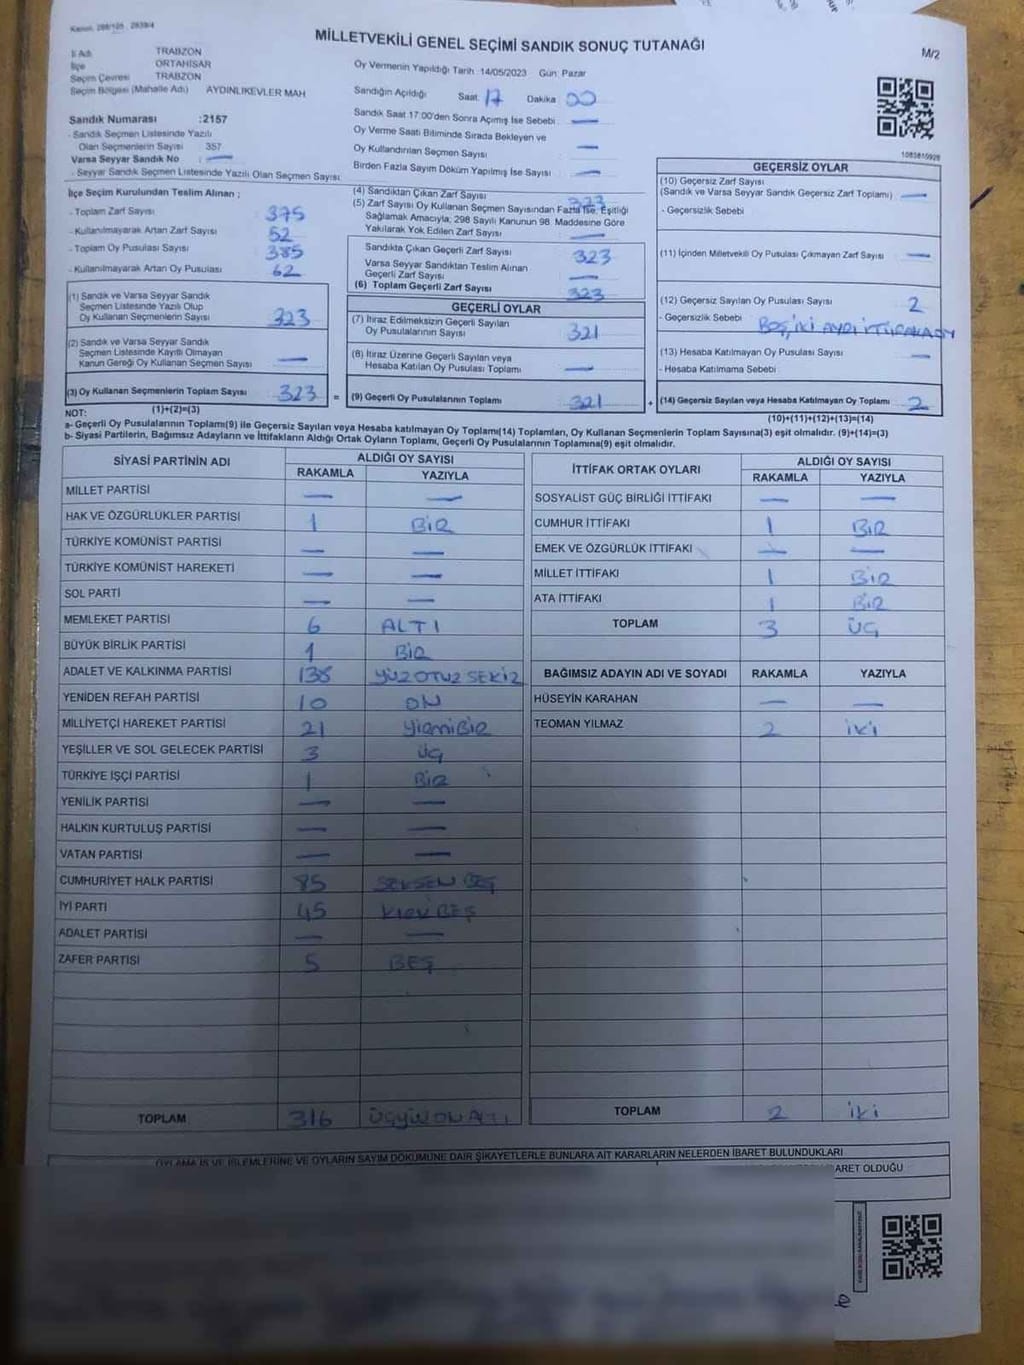 Kanun: 298/105 , 2839/4
MİLLETVEKİLİ GENEL SEÇİMİ SANDIK SONUÇ TUTANAĞI
M/2
İl Adı TRABZON
İlçe ORTAHİSAR
Seçim Çevresi TRABZON
Seçim Bölgesi (Mahalle Adı) AYDINLIKEVLER MAH
Sandık Numarası :2157
- Sandık Seçmen Listesinde Yazılı
Olan Seçmenlerin Sayısı 357
Varsa Seyyar Sandık No : —
- Seyyar Sandık Seçmen Listesinde Yazılı Olan Seçmen Sayısı:
Oy Vermenin Yapıldığı Tarih 14/05/2023 Gün: Pazar
Sandığın Açıldığı Saat: 17 Dakika 00
Sandık Saat 17:00'den Sonra Açımış İse Sebebi : —
Oy Verme Saati Bitiminde Sırada Bekleyen ve
Oy Kullandırılan Seçmen Sayısı : —
Birden Fazla Sayım Döküm Yapılmış İse Sayısı : —
1083810928
İlçe Seçim Kurulundan Teslim Alınan ;
- Toplam Zarf Sayısı 375
- Kullanılmayarak Artan Zarf Sayısı 52
- Toplam Oy Pusulası Sayısı 385
- Kullanılmayarak Artan Oy Pusulası 62
(1) Sandık ve Varsa Seyyar Sandık
Seçmen Listesinde Yazılı Olup
Oy Kullanan Seçmenlerin Sayısı 323
(2) Sandık ve Varsa Seyyar Sandık
Seçmen Listesinde Kayıtlı Olmayan
Kanun Gereği Oy Kullanan Seçmen Sayısı —
(3) Oy Kullanan Seçmenlerin Toplam Sayısı 323 =
(1)+(2)=(3)
(4) Sandıktan Çıkan Zarf Sayısı 323
(5) Zarf Sayısı Oy Kullanan Seçmen Sayısından Fazla İse, Eşitliği
Sağlamak Amacıyla; 298 Sayılı Kanunun 98. Maddesine Göre
Yakılarak Yok Edilen Zarf Sayısı —
Sandıkta Çıkan Geçerli Zarf Sayısı 323
Varsa Seyyar Sandıktan Teslim Alınan
Geçerli Zarf Sayısı —
(6) Toplam Geçerli Zarf Sayısı 323
GEÇERLİ OYLAR
(7) İtiraz Edilmeksizin Geçerli Sayılan
Oy Pusulalarının Sayısı 321
(8) İtiraz Üzerine Geçerli Sayılan veya
Hesaba Katılan Oy Pusulası Toplamı —
(9) Geçerli Oy Pusulalarının Toplamı 321 +
GEÇERSİZ OYLAR
(10) Geçersiz Zarf Sayısı
(Sandık ve Varsa Seyyar Sandık Geçersiz Zarf Toplamı) —
- Geçersizlik Sebebi
(11) İçinden Milletvekili Oy Pusulası Çıkmayan Zarf Sayısı —
(12) Geçersiz Sayılan Oy Pusulası Sayısı 2
- Geçersizlik Sebebi BOŞ, İKİ AYRI İTTİFAKA OY
(13) Hesaba Katılmayan Oy Pusulası Sayısı —
- Hesaba Katılmama Sebebi
(14) Geçersiz Sayılan veya Hesaba Katılmayan Oy Toplamı 2
(10)+(11)+(12)+(13)=(14)
NOT:
a- Geçerli Oy Pusulalarının Toplamı(9) ile Geçersiz Sayılan veya Hesaba katılmayan Oy Toplamı(14) Toplamları, Oy Kullanan Seçmenlerin Toplam Sayısına(3) eşit olmalıdır. (9)+(14)=(3)
b- Siyasi Partilerin, Bağımsız Adayların ve İttifakların Aldığı Ortak Oyların Toplamı, Geçerli Oy Pusulalarının Toplamına(9) eşit olmalıdır.
SİYASİ PARTİNİN ADI ALDIĞI OY SAYISI
RAKAMLA YAZIYLA
MİLLET PARTİSİ — —
HAK VE ÖZGÜRLÜKLER PARTİSİ 1 BİR
TÜRKİYE KOMÜNİST PARTİSİ — —
TÜRKİYE KOMÜNİST HAREKETİ — —
SOL PARTİ — —
MEMLEKET PARTİSİ 6 ALTI
BÜYÜK BİRLİK PARTİSİ 1 BİR
ADALET VE KALKINMA PARTİSİ 138 YÜZ OTUZ SEKİZ
YENİDEN REFAH PARTİSİ 10 ON
MİLLİYETÇİ HAREKET PARTİSİ 21 YİRMİBİR
YEŞİLLER VE SOL GELECEK PARTİSİ 3 ÜÇ
TÜRKİYE İŞÇİ PARTİSİ 1 BİR
YENİLİK PARTİSİ — —
HALKIN KURTULUŞ PARTİSİ — —
VATAN PARTİSİ — —
CUMHURİYET HALK PARTİSİ 85 SEKSEN BEŞ
İYİ PARTİ 45 KIRK BEŞ
ADALET PARTİSİ — —
ZAFER PARTİSİ 5 BEŞ
TOPLAM 316 ÜÇYÜZ ON ALTI
İTTİFAK ORTAK OYLARI ALDIĞI OY SAYISI
RAKAMLA YAZIYLA
SOSYALİST GÜÇ BİRLİĞİ İTTİFAKI — —
CUMHUR İTTİFAKI 1 BİR
EMEK VE ÖZGÜRLÜK İTTİFAKI — —
MİLLET İTTİFAKI 1 BİR
ATA İTTİFAKI 1 BİR
TOPLAM 3 ÜÇ
BAĞIMSIZ ADAYIN ADI VE SOYADI RAKAMLA YAZIYLA
HÜSEYİN KARAHAN — —
TEOMAN YILMAZ 2 İKİ
TOPLAM 2 İKİ
OYLAMA İŞ VE İŞLEMLERİNE VE OYLARIN SAYIM DÖKÜMÜNE DAİR ŞİKAYETLERLE BUNLARA AİT KARARLARIN NELERDEN İBARET BULUNDUKLARI
ARET OLDUĞU